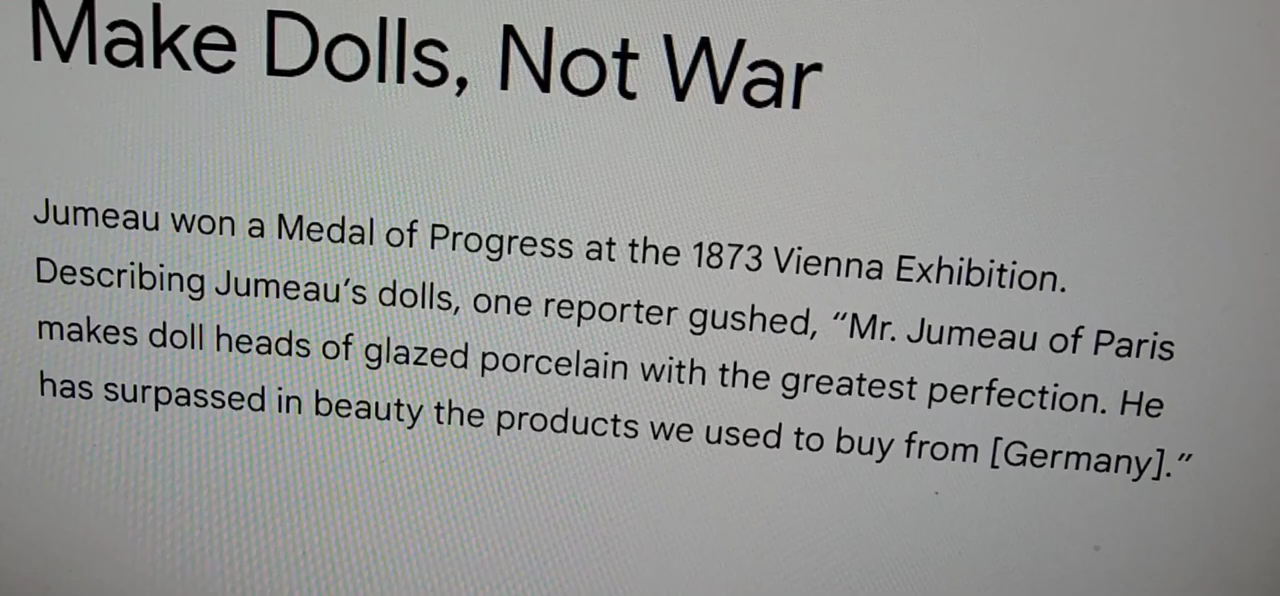 Make Dolls, Not War
Jumeau won a Medal of Progress at the 1873 Vienna Exhibition.
Describing Jumeau’s dolls, one reporter gushed, “Mr. Jumeau of Paris
makes doll heads of glazed porcelain with the greatest perfection. He
has surpassed in beauty the products we used to buy from [Germany].”